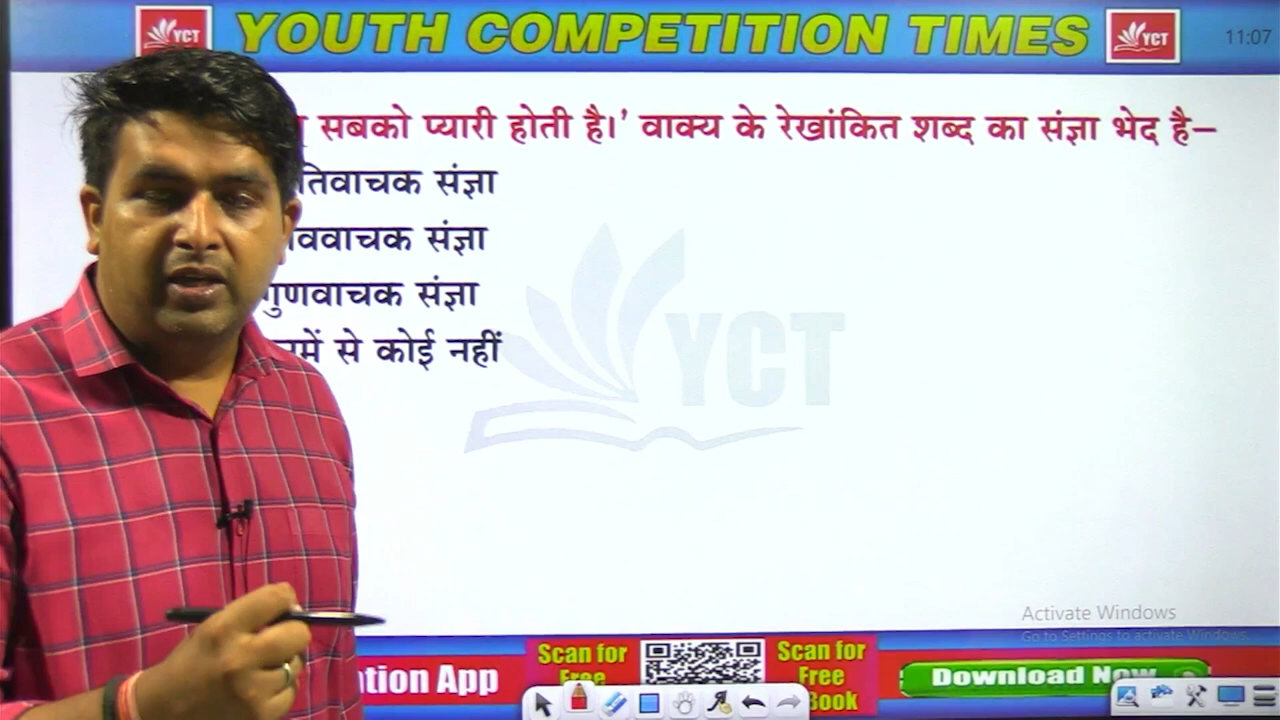 YCT YOUTH COMPETITION TIMES YCT 11:07
सबको प्यारी होती है।’ वाक्य के रेखांकित शब्द का संज्ञा भेद है–
तिवाचक संज्ञा
ववाचक संज्ञा
गुणवाचक संज्ञा
में से कोई नहीं
YCT
Activate Windows
Go to Settings to activate Windows.
tion App Scan for Free Scan for Free Book Download Now